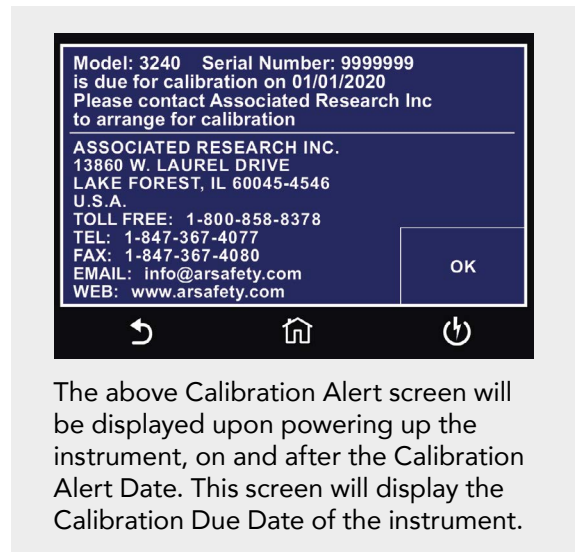 Model: 3240 Serial Number: 9999999
is due for calibration on 01/01/2020
Please contact Associated Research Inc
to arrange for calibration
ASSOCIATED RESEARCH INC.
13860 W. LAUREL DRIVE
LAKE FOREST, IL 60045-4546
U.S.A.
TOLL FREE: 1-800-858-8378
TEL: 1-847-367-4077
FAX: 1-847-367-4080
EMAIL: info@arsafety.com
WEB: www.arsafety.com
OK
The above Calibration Alert screen will
be displayed upon powering up the
instrument, on and after the Calibration
Alert Date. This screen will display the
Calibration Due Date of the instrument.